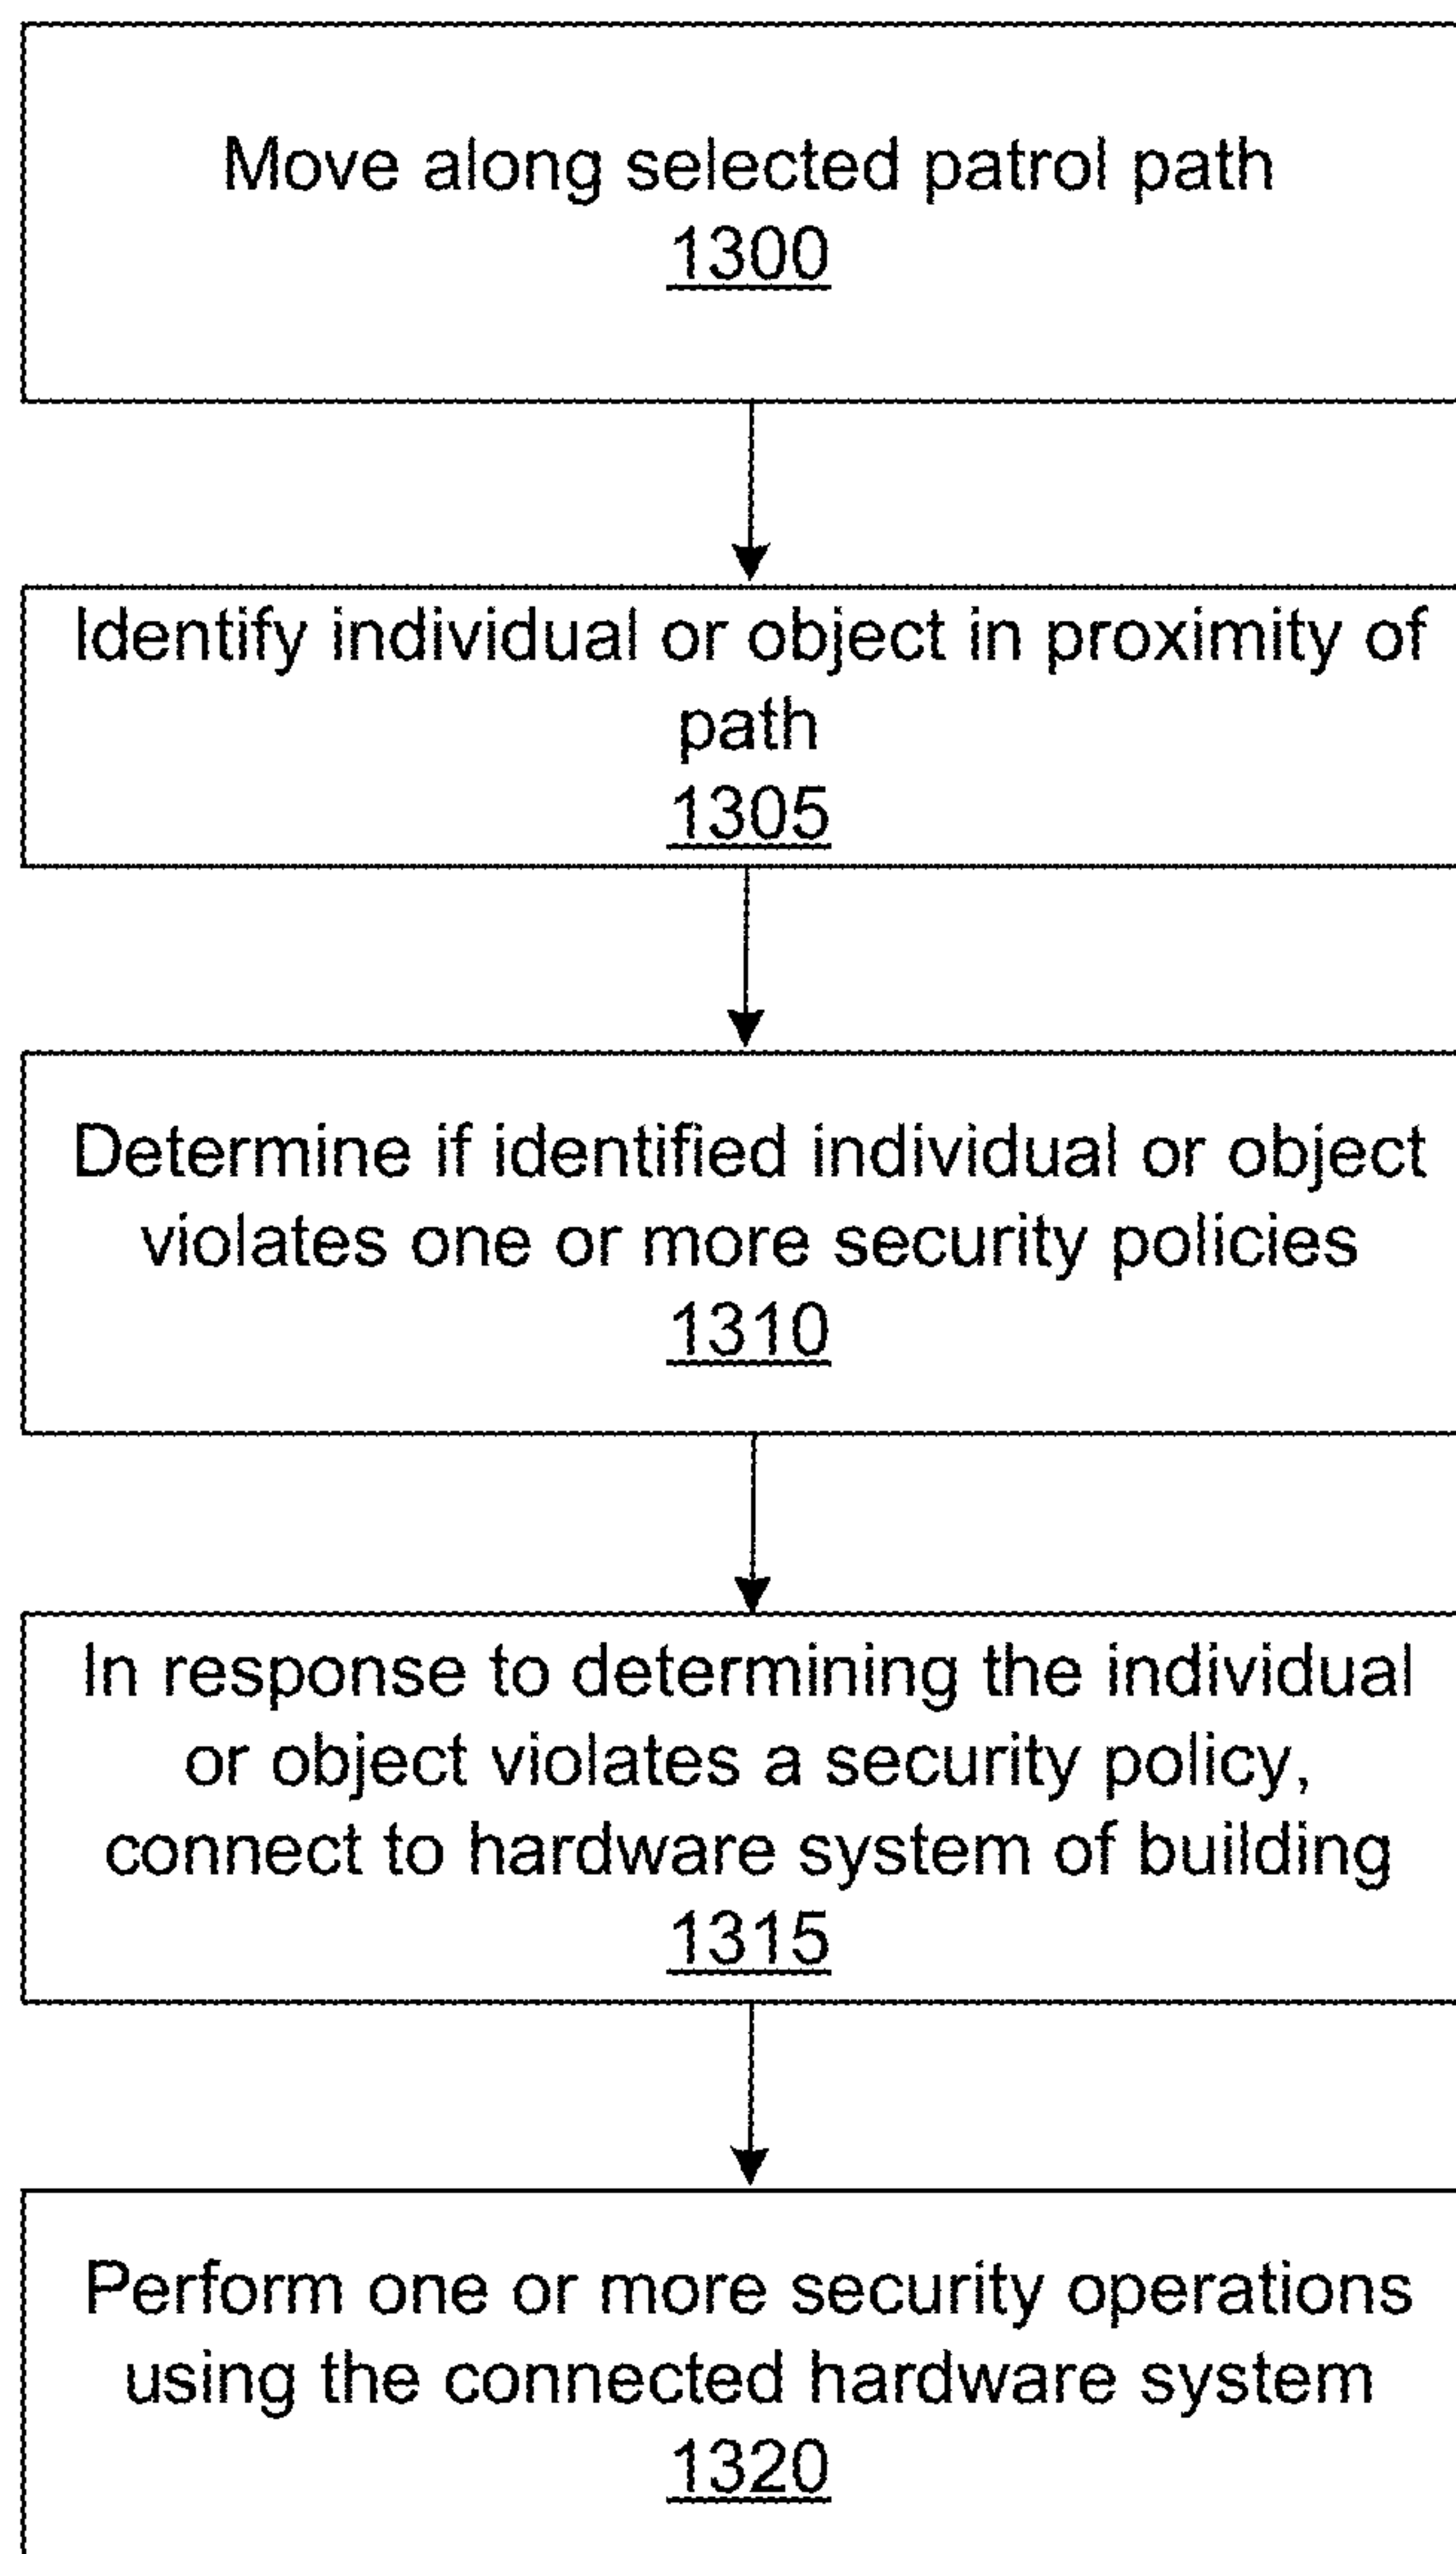 Move along selected patrol path
1300
Identify individual or object in proximity of
path
1305
Determine if identified individual or object
violates one or more security policies
1310
In response to determining the individual
or object violates a security policy,
connect to hardware system of building
1315
Perform one or more security operations
using the connected hardware system
1320